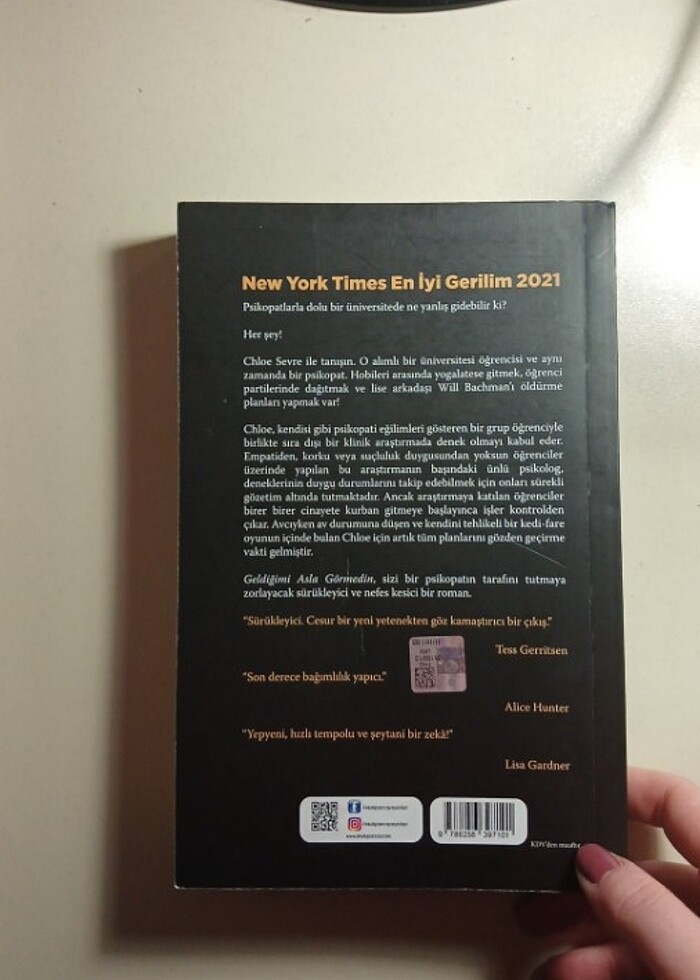 New York Times En İyi Gerilim 2021
Psikopatlarla dolu bir üniversitede ne yanlış gidebilir ki?
Her şey!
Chloe Sevre ile tanışın. O alımlı bir üniversitesi öğrencisi ve aynı
zamanda bir psikopat. Hobileri arasında yogalatese gitmek, öğrenci
partilerinde dağıtmak ve lise arkadaşı Will Bachman'ı öldürme
planları yapmak var!
Chloe, kendisi gibi psikopati eğilimleri gösteren bir grup öğrenciyle
birlikte sıra dışı bir klinik araştırmada denek olmayı kabul eder.
Empatiden, korku veya suçluluk duygusundan yoksun öğrenciler
üzerinde yapılan bu araştırmanın başındaki ünlü psikolog,
deneklerinin duygu durumlarını takip edebilmek için onları sürekli
gözetim altında tutmaktadır. Ancak araştırmaya katılan öğrenciler
birer birer cinayete kurban gitmeye başlayınca işler kontrolden
çıkar. Avcıyken av durumuna düşen ve kendini tehlikeli bir kedi-fare
oyunun içinde bulan Chloe için artık tüm planlarını gözden geçirme
vakti gelmiştir.
Geldiğimi Asla Görmedin, sizi bir psikopatın tarafını tutmaya
zorlayacak sürükleyici ve nefes kesici bir roman.
"Sürükleyici. Cesur bir yeni yetenekten göz kamaştırıcı bir çıkış."
Tess Gerritsen
"Son derece bağımlılık yapıcı."
Alice Hunter
"Yepyeni, hızlı tempolu ve şeytani bir zekâ!"
Lisa Gardner
9 786256 397101
KDV'den muaftır